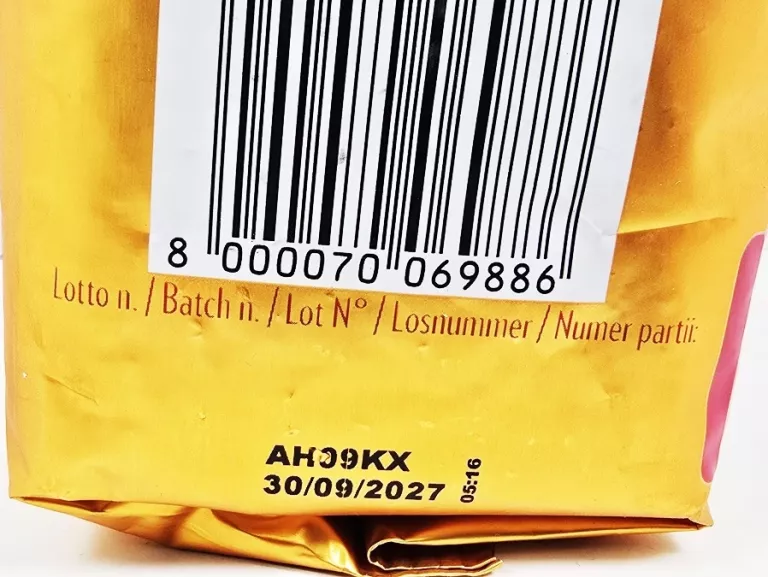 8 000070 069886
Lotto n. / Batch n. / Lot N° / Losnummer / Numer partii:
AH09KX
30/09/2027
05:16